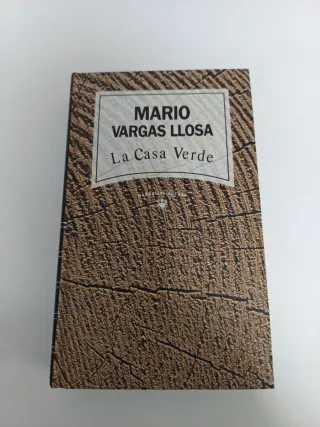 MARIO
VARGAS LLOSA
La Casa Verde